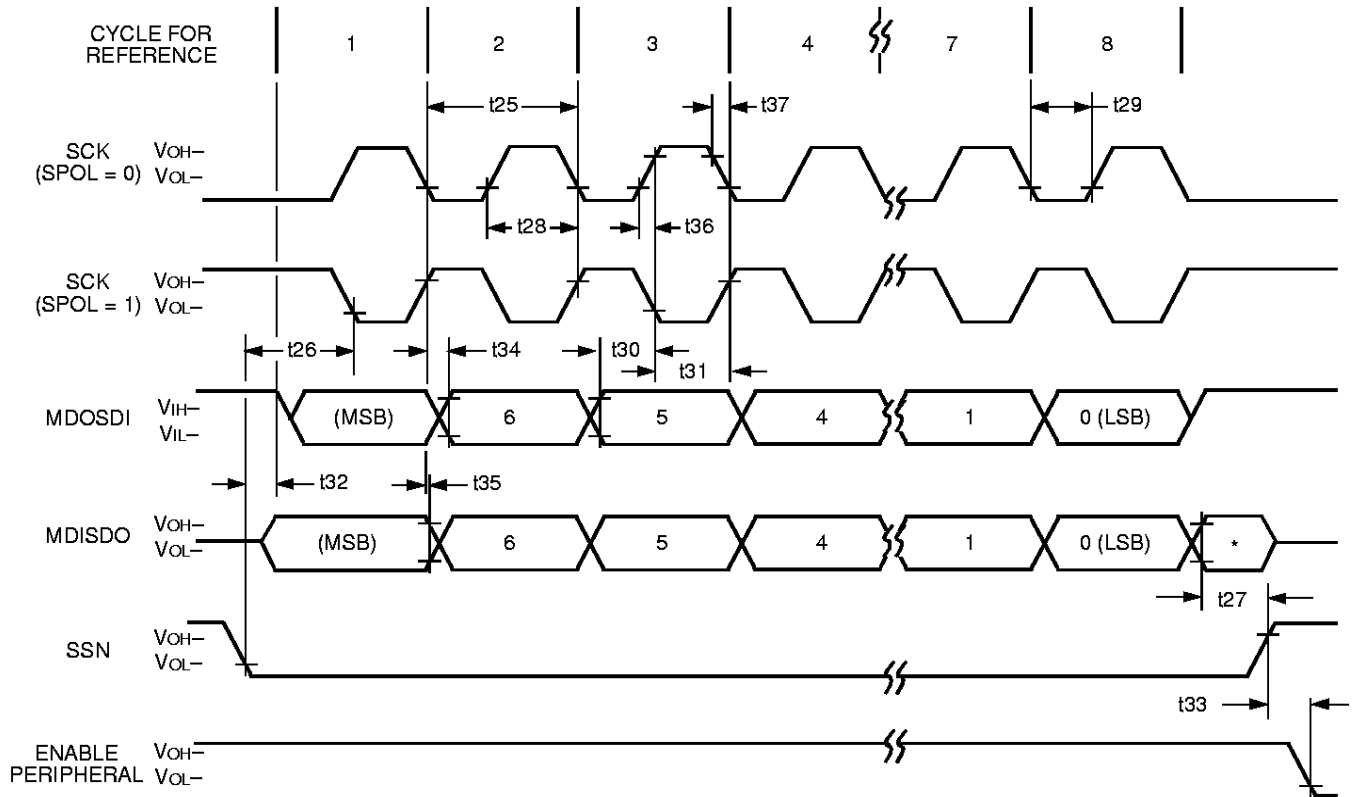 CYCLE FOR
REFERENCE
1 2 3 4 7 8
t25 t37 t29
SCK
(SPOL = 0)
VOH–
VOL–
t28 t36
SCK
(SPOL = 1)
VOH–
VOL–
t26 t34 t30
t31
MDOSDI
VIH–
VIL–
(MSB) 6 5 4 1 0 (LSB)
t32 t35
MDISDO
VOH–
VOL–
(MSB) 6 5 4 1 0 (LSB) *
t27
SSN
VOH–
VOL–
t33
ENABLE
PERIPHERAL
VOH–
VOL–